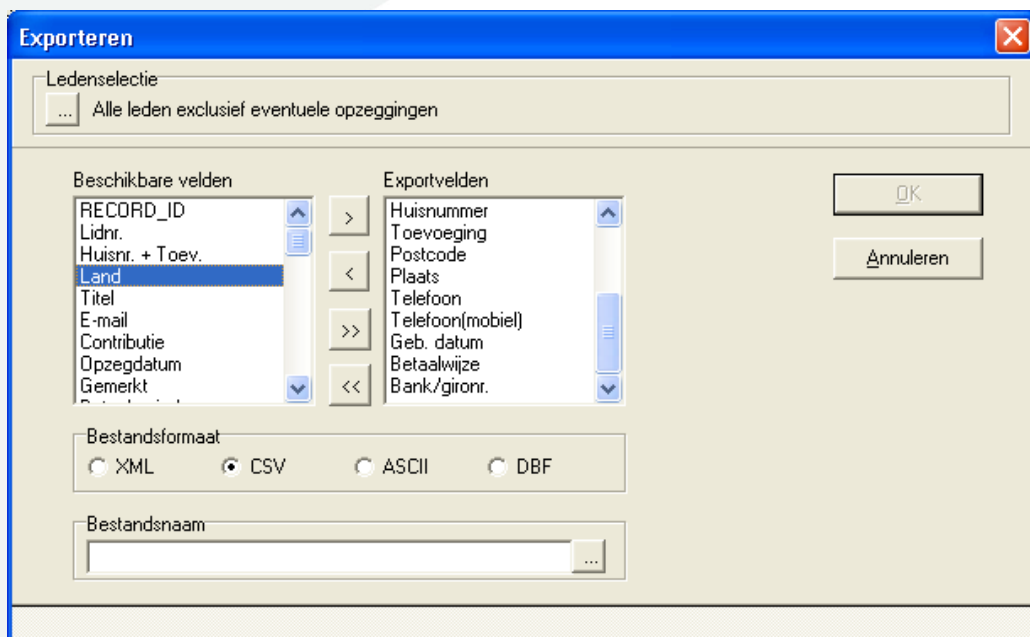 Exporteren
Ledenselectie
... Alle leden exclusief eventuele opzeggingen
Beschikbare velden
RECORD_ID
Lidnr.
Huisnr. + Toev.
Land
Titel
E-mail
Contributie
Opzegdatum
Gemerkt
>
<
>>
<<
Exportvelden
Huisnummer
Toevoeging
Postcode
Plaats
Telefoon
Telefoon(mobiel)
Geb. datum
Betaalwijze
Bank/gironr.
OK
Annuleren
Bestandsformaat
XML CSV ASCII DBF
Bestandsnaam
...